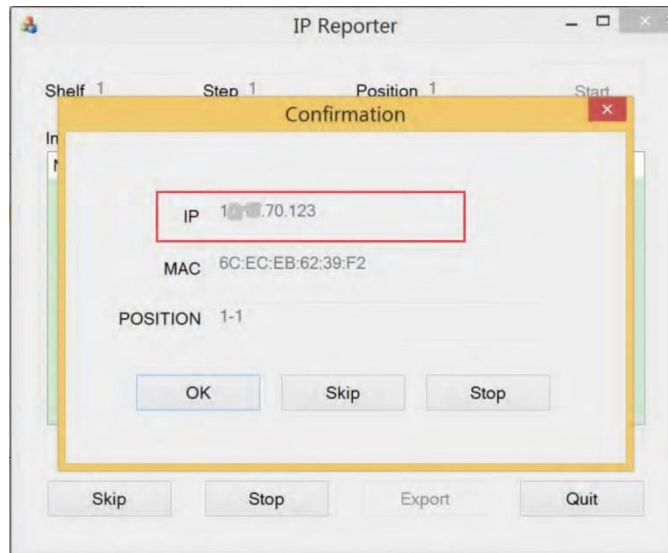 IP Reporter
Shelf 1 Step 1 Position 1 Start
Confirmation
IP .70.123
MAC 6C:EC:EB:62:39:F2
POSITION 1-1
OK Skip Stop
Skip Stop Export Quit